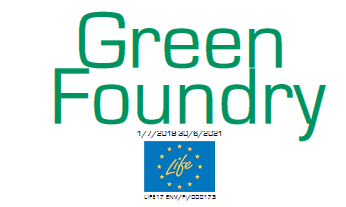 Green
Foundry
1/7/2018 30/6/2021
Life
LIFE17 ENV/FI/000173